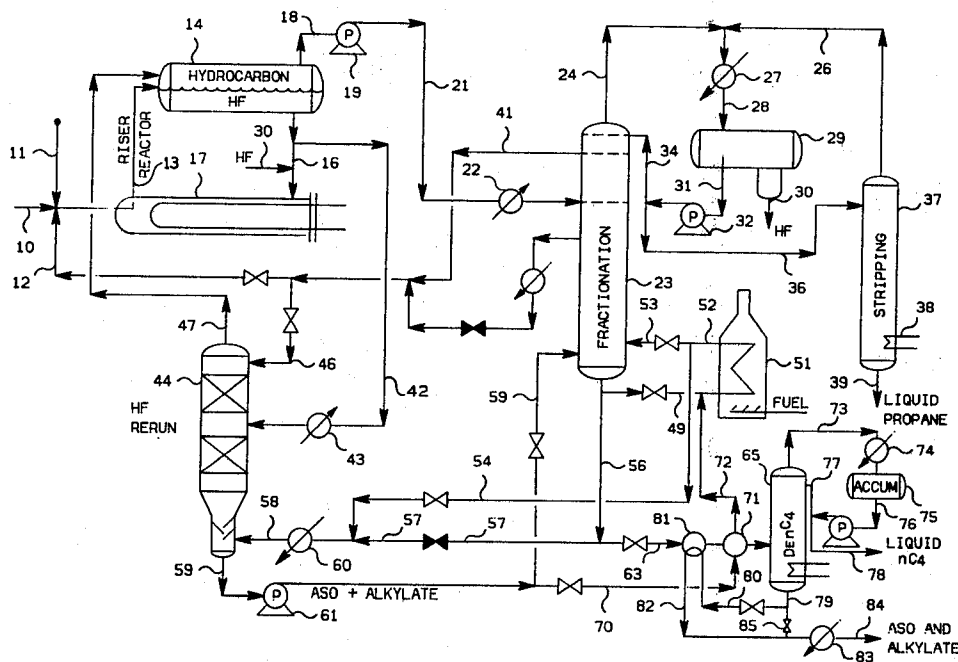 14
18
P
19
HYDROCARBON
HF
24
26
27
28
29
21
41
30
HF
16
34
31
P
32
30
HF
37
11
RISER
REACTOR
13
17
22
10
12
36
23
FRACTIONATION
STRIPPING
38
39
LIQUID
PROPANE
47
46
44
HF
RERUN
42
43
53
52
51
FUEL
59
49
73
74
65
77
ACCUM
75
76
P
LIQUID
nC4
78
54
56
72
71
81
DenC4
58
57
57
60
63
59
P
61
ASO + ALKYLATE
70
82
80
79
85
84
83
ASO AND
ALKYLATE